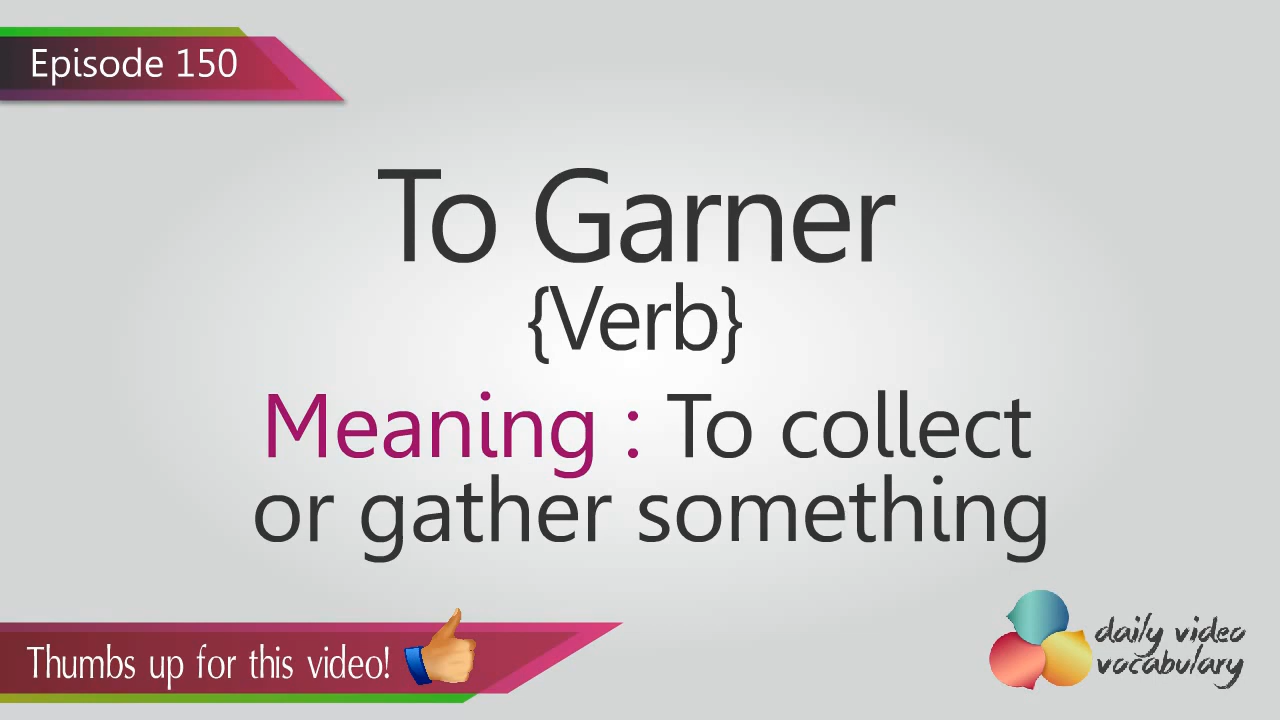 Episode 150
To Garner
{Verb}
Meaning : To collect
or gather something
Thumbs up for this video!
daily video
vocabulary